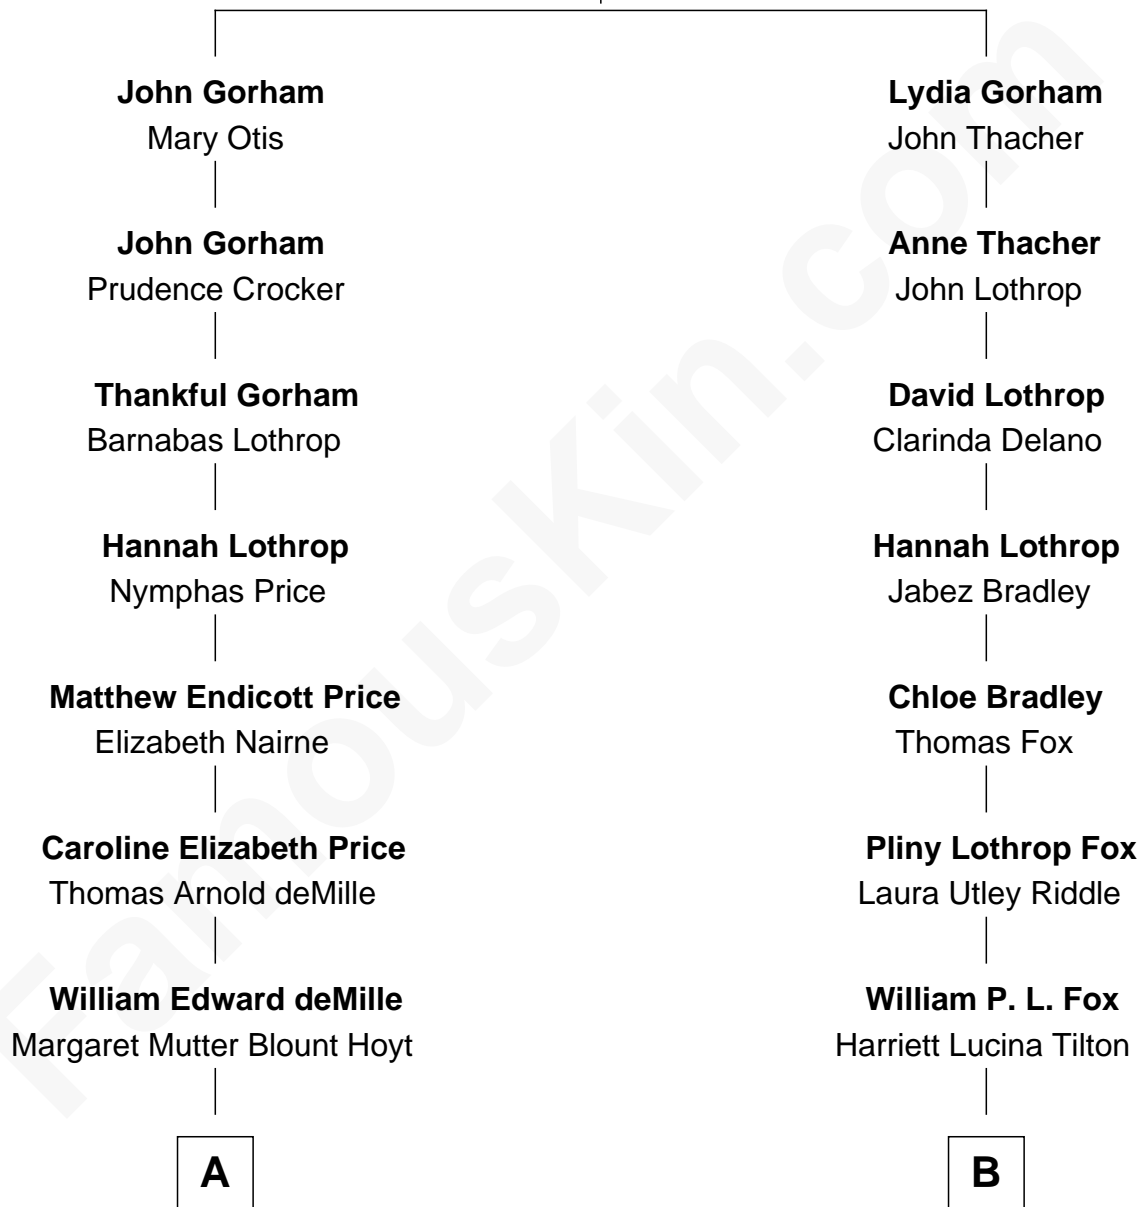 John Gorham
Mary Otis
John Gorham
Prudence Crocker
Thankful Gorham
Barnabas Lothrop
Hannah Lothrop
Nymphas Price
Matthew Endicott Price
Elizabeth Nairne
Caroline Elizabeth Price
Thomas Arnold deMille
William Edward deMille
Margaret Mutter Blount Hoyt
A
Lydia Gorham
John Thacher
Anne Thacher
John Lothrop
David Lothrop
Clarinda Delano
Hannah Lothrop
Jabez Bradley
Chloe Bradley
Thomas Fox
Pliny Lothrop Fox
Laura Utley Riddle
William P. L. Fox
Harriett Lucina Tilton
B
FamousKin.com